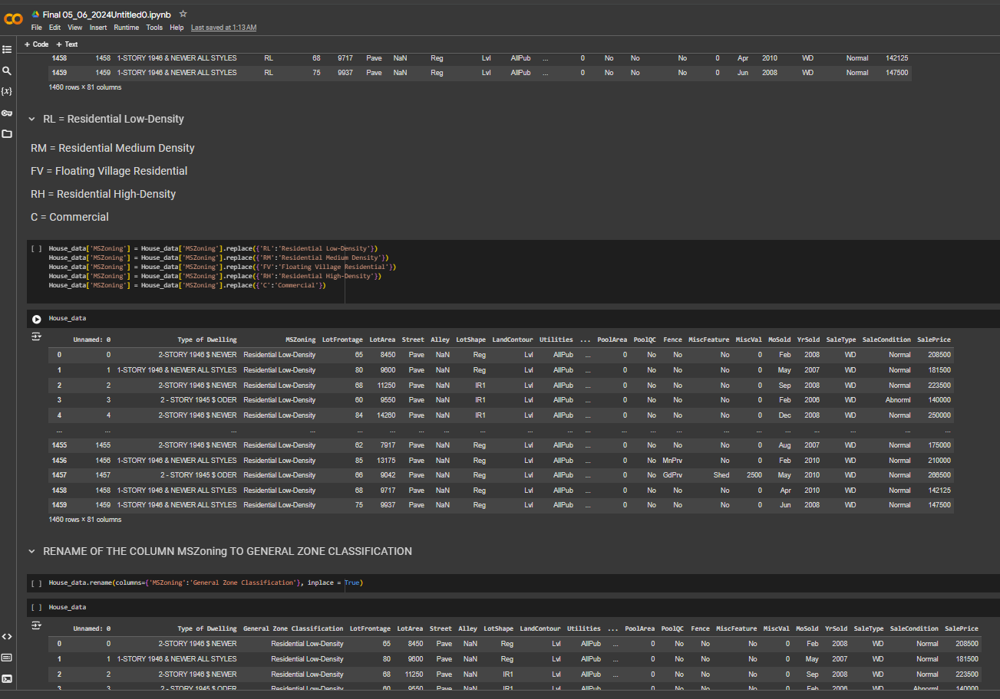 Final 05_06_2024Untitled0.ipynb
File Edit View Insert Runtime Tools Help Last saved at 1:13 AM
+ Code + Text
1458 1458 1-STORY 1946 & NEWER ALL STYLES RL 68 9717 Pave NaN Reg Lvl AllPub ... 0 No No No 0 Apr 2010 WD Normal 142125
1459 1459 1-STORY 1946 & NEWER ALL STYLES RL 75 9937 Pave NaN Reg Lvl AllPub ... 0 No No No 0 Jun 2008 WD Normal 147500
1460 rows × 81 columns
RL = Residential Low-Density
RM = Residential Medium Density
FV = Floating Village Residential
RH = Residential High-Density
C = Commercial
[ ] House_data['MSZoning'] = House_data['MSZoning'].replace({'RL':'Residential Low-Density'})
House_data['MSZoning'] = House_data['MSZoning'].replace({'RM':'Residential Medium Density'})
House_data['MSZoning'] = House_data['MSZoning'].replace({'FV':'Floating Village Residential'})
House_data['MSZoning'] = House_data['MSZoning'].replace({'RH':'Residential High-Density'})
House_data['MSZoning'] = House_data['MSZoning'].replace({'C':'Commercial'})
House_data
Unnamed: 0 Type of Dwelling MSZoning LotFrontage LotArea Street Alley LotShape LandContour Utilities ... PoolArea PoolQC Fence MiscFeature MiscVal MoSold YrSold SaleType SaleCondition SalePrice
0 0 2-STORY 1946 $ NEWER Residential Low-Density 65 8450 Pave NaN Reg Lvl AllPub ... 0 No No No 0 Feb 2008 WD Normal 208500
1 1 1-STORY 1946 & NEWER ALL STYLES Residential Low-Density 80 9600 Pave NaN Reg Lvl AllPub ... 0 No No No 0 May 2007 WD Normal 181500
2 2 2-STORY 1946 $ NEWER Residential Low-Density 68 11250 Pave NaN IR1 Lvl AllPub ... 0 No No No 0 Sep 2008 WD Normal 223500
3 3 2 - STORY 1945 $ ODER Residential Low-Density 60 9550 Pave NaN IR1 Lvl AllPub ... 0 No No No 0 Feb 2006 WD Abnorml 140000
4 4 2-STORY 1946 $ NEWER Residential Low-Density 84 14260 Pave NaN IR1 Lvl AllPub ... 0 No No No 0 Dec 2008 WD Normal 250000
... ... ... ... ... ... ... ... ... ... ... ... ... ... ... ... ... ... ... ... ... ...
1455 1455 2-STORY 1946 $ NEWER Residential Low-Density 62 7917 Pave NaN Reg Lvl AllPub ... 0 No No No 0 Aug 2007 WD Normal 175000
1456 1456 1-STORY 1946 & NEWER ALL STYLES Residential Low-Density 85 13175 Pave NaN Reg Lvl AllPub ... 0 No MnPrv No 0 Feb 2010 WD Normal 210000
1457 1457 2 - STORY 1945 $ ODER Residential Low-Density 66 9042 Pave NaN Reg Lvl AllPub ... 0 No GdPrv Shed 2500 May 2010 WD Normal 266500
1458 1458 1-STORY 1946 & NEWER ALL STYLES Residential Low-Density 68 9717 Pave NaN Reg Lvl AllPub ... 0 No No No 0 Apr 2010 WD Normal 142125
1459 1459 1-STORY 1946 & NEWER ALL STYLES Residential Low-Density 75 9937 Pave NaN Reg Lvl AllPub ... 0 No No No 0 Jun 2008 WD Normal 147500
1460 rows × 81 columns
RENAME OF THE COLUMN MSZoning TO GENERAL ZONE CLASSIFICATION
[ ] House_data.rename(columns={'MSZoning':'General Zone Classification'}, inplace = True)
[ ] House_data
Unnamed: 0 Type of Dwelling General Zone Classification LotFrontage LotArea Street Alley LotShape LandContour Utilities ... PoolArea PoolQC Fence MiscFeature MiscVal MoSold YrSold SaleType SaleCondition SalePrice
0 0 2-STORY 1946 $ NEWER Residential Low-Density 65 8450 Pave NaN Reg Lvl AllPub ... 0 No No No 0 Feb 2008 WD Normal 208500
1 1 1-STORY 1946 & NEWER ALL STYLES Residential Low-Density 80 9600 Pave NaN Reg Lvl AllPub ... 0 No No No 0 May 2007 WD Normal 181500
2 2 2-STORY 1946 $ NEWER Residential Low-Density 68 11250 Pave NaN IR1 Lvl AllPub ... 0 No No No 0 Sep 2008 WD Normal 223500
3 3 2 - STORY 1945 $ ODER Residential Low-Density 60 9550 Pave NaN IR1 Lvl AllPub ... 0 No No No 0 Feb 2006 WD Abnorml 140000